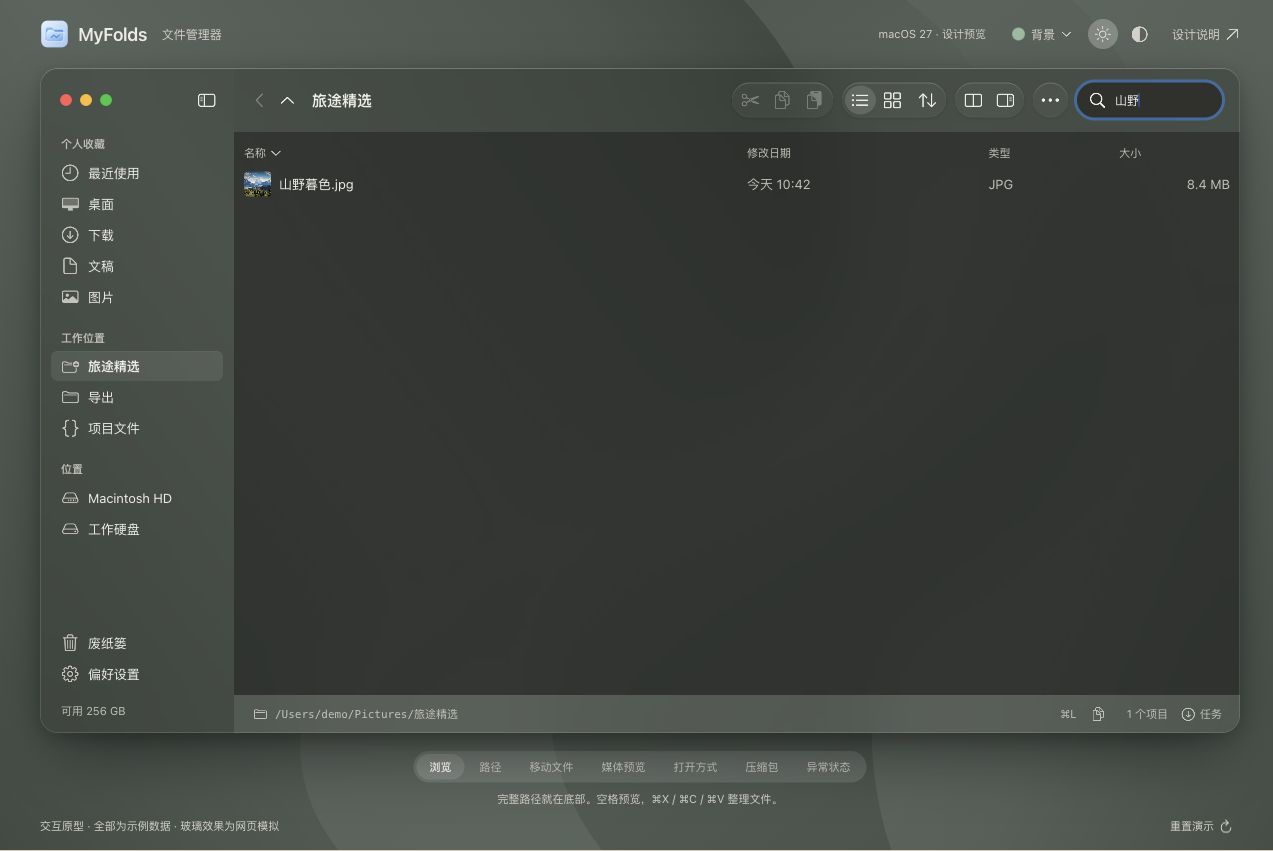 MyFolds 文件管理器
macOS 27 · 设计预览 背景 设计说明
旅途精选 山野
个人收藏
最近使用
桌面
下载
文稿
图片
工作位置
旅途精选
导出
项目文件
位置
Macintosh HD
工作硬盘
废纸篓
偏好设置
可用 256 GB
名称 修改日期 类型 大小
山野暮色.jpg 今天 10:42 JPG 8.4 MB
/Users/demo/Pictures/旅途精选 ⌘L 1 个项目 任务
浏览 路径 移动文件 媒体预览 打开方式 压缩包 异常状态
完整路径就在底部。空格预览，⌘X / ⌘C / ⌘V 整理文件。
交互原型 · 全部为示例数据 · 玻璃效果为网页模拟 重置演示